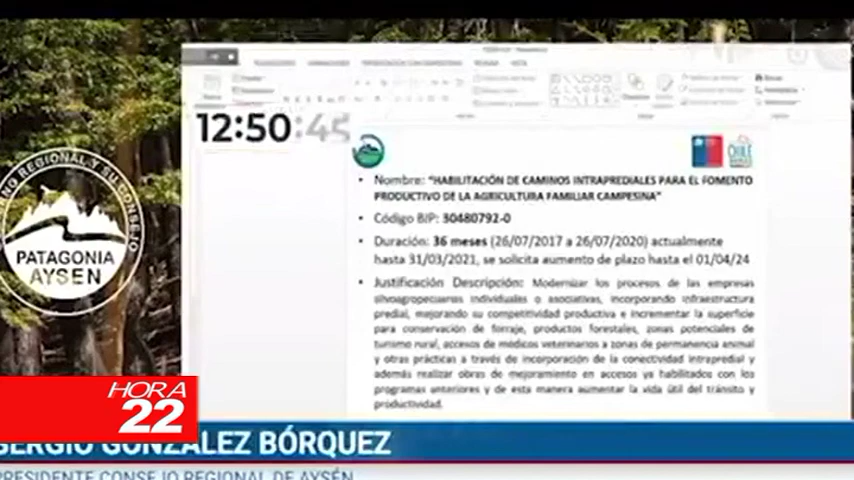 12:50:45
CHILE
• Nombre: "HABILITACIÓN DE CAMINOS INTRAPREDIALES PARA EL FOMENTO
PRODUCTIVO DE LA AGRICULTURA FAMILIAR CAMPESINA"
• Código BIP: 30480792-0
• Duración: 36 meses (26/07/2017 a 26/07/2020) actualmente
hasta 31/03/2021, se solicita aumento de plazo hasta el 01/04/24
• Justificación Descripción: Modernizar los procesos de las empresas
silvoagropecuarios individuales o asociativas, incorporando infraestructura
predial, mejorando su competitividad productiva e incrementar la superficie
para conservación de forraje, productos forestales, zonas potenciales de
turismo rural, accesos de médicos veterinarios a zonas de permanencia animal
y otras prácticas a través de incorporación de la conectividad intrapredial y
además realizar obras de mejoramiento en accesos ya habilitados con los
programas anteriores y de esta manera aumentar la vida útil del tránsito y
productividad.
NO REGIONAL Y SU CONSEJO
PATAGONIA
AYSEN
HORA
22
SERGIO GONZÁLEZ BÓRQUEZ
PRESIDENTE CONSEJO REGIONAL DE AYSÉN